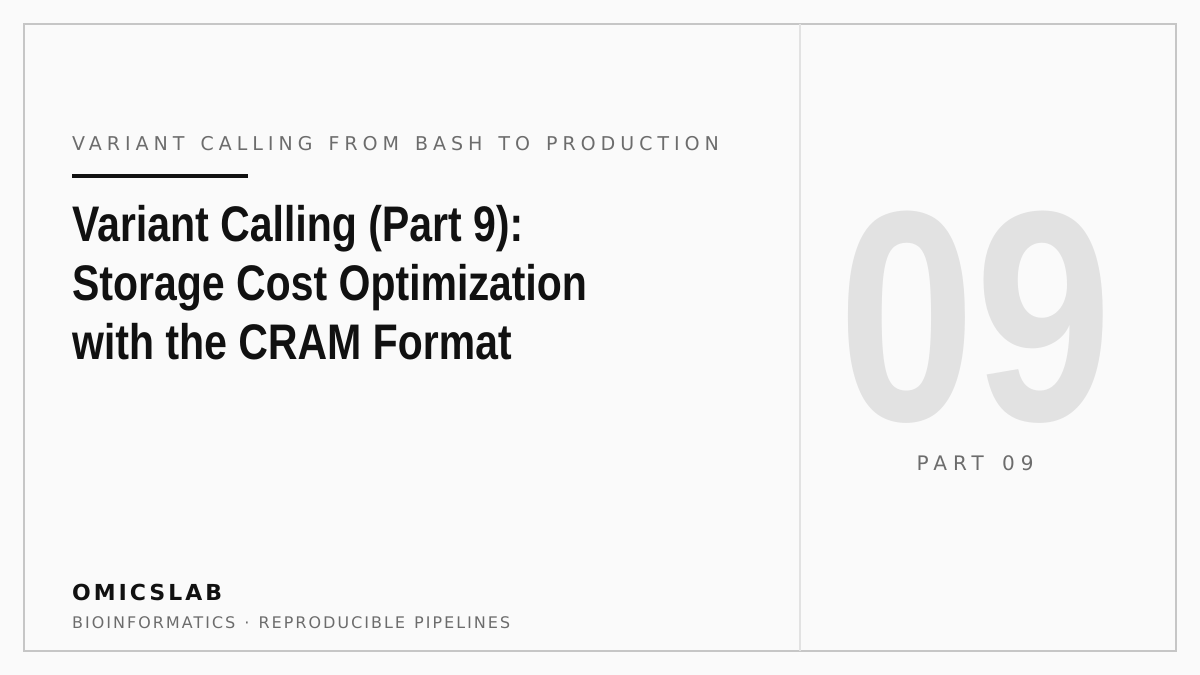 VARIANT CALLING FROM BASH TO PRODUCTION
Variant Calling (Part 9):
Storage Cost Optimization
with the CRAM Format
09
PART 09
OMICSLAB
BIOINFORMATICS · REPRODUCIBLE PIPELINES